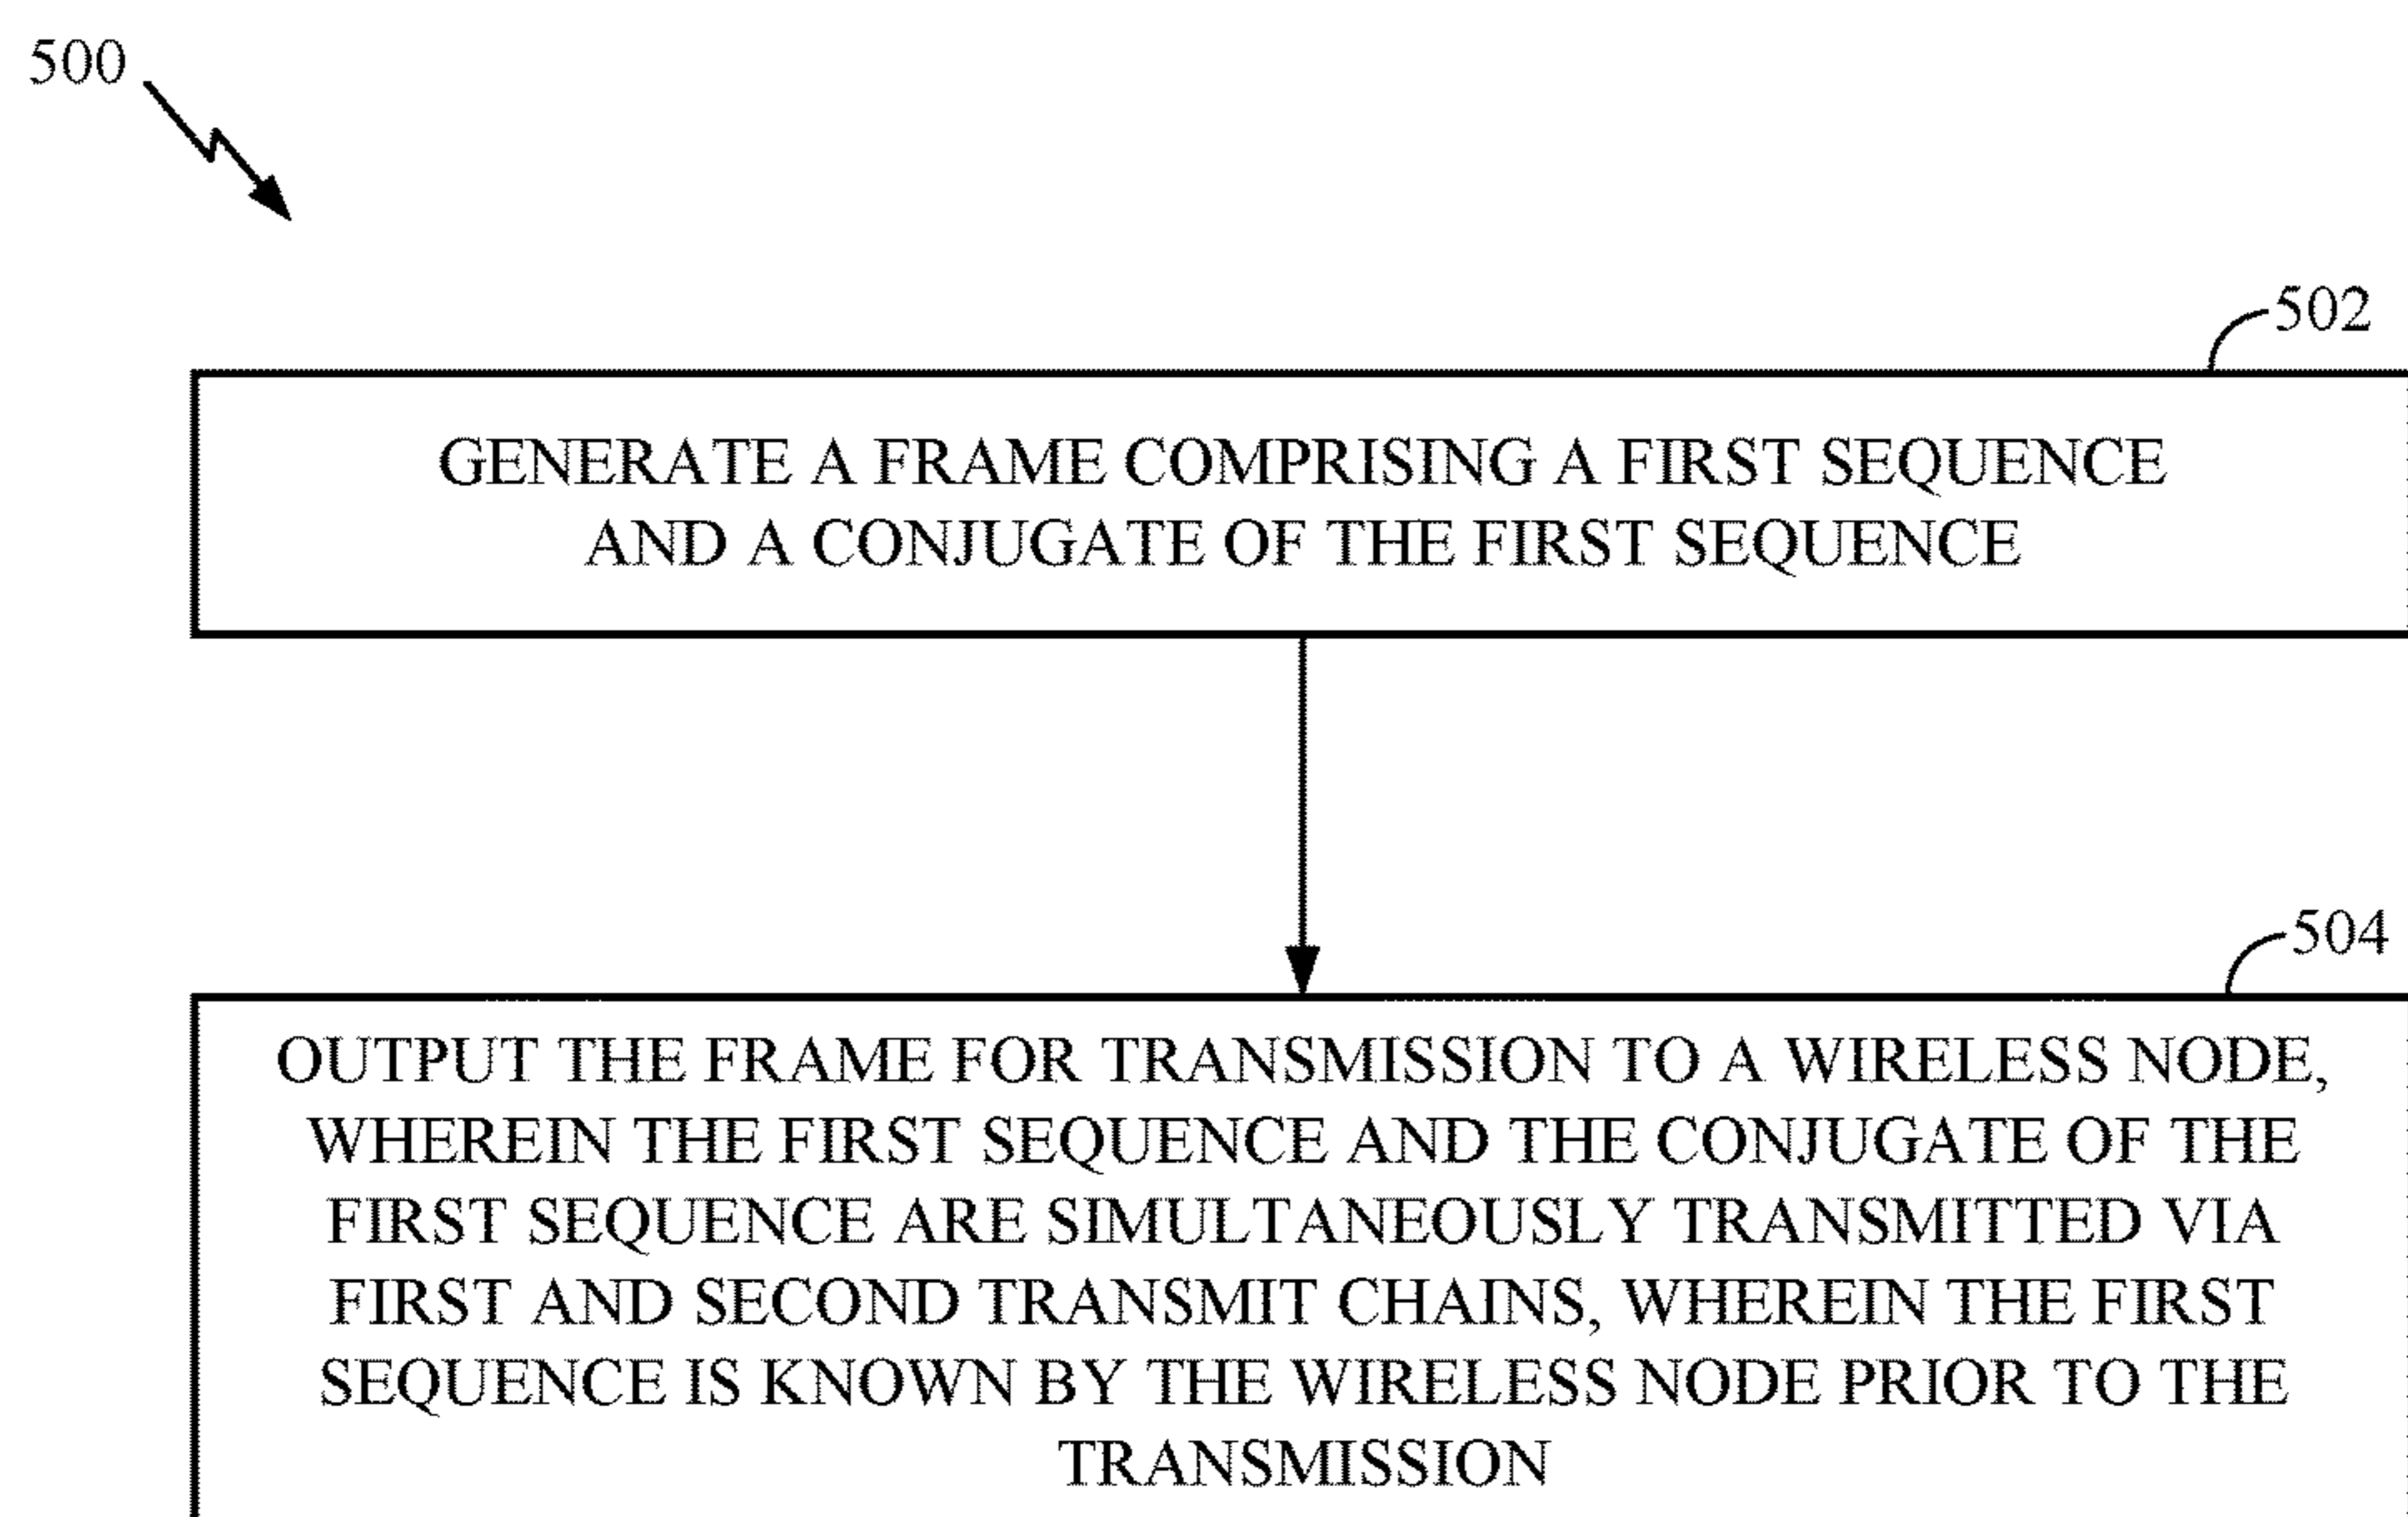 500
502
GENERATE A FRAME COMPRISING A FIRST SEQUENCE
AND A CONJUGATE OF THE FIRST SEQUENCE
504
OUTPUT THE FRAME FOR TRANSMISSION TO A WIRELESS NODE,
WHEREIN THE FIRST SEQUENCE AND THE CONJUGATE OF THE
FIRST SEQUENCE ARE SIMULTANEOUSLY TRANSMITTED VIA
FIRST AND SECOND TRANSMIT CHAINS, WHEREIN THE FIRST
SEQUENCE IS KNOWN BY THE WIRELESS NODE PRIOR TO THE
TRANSMISSION